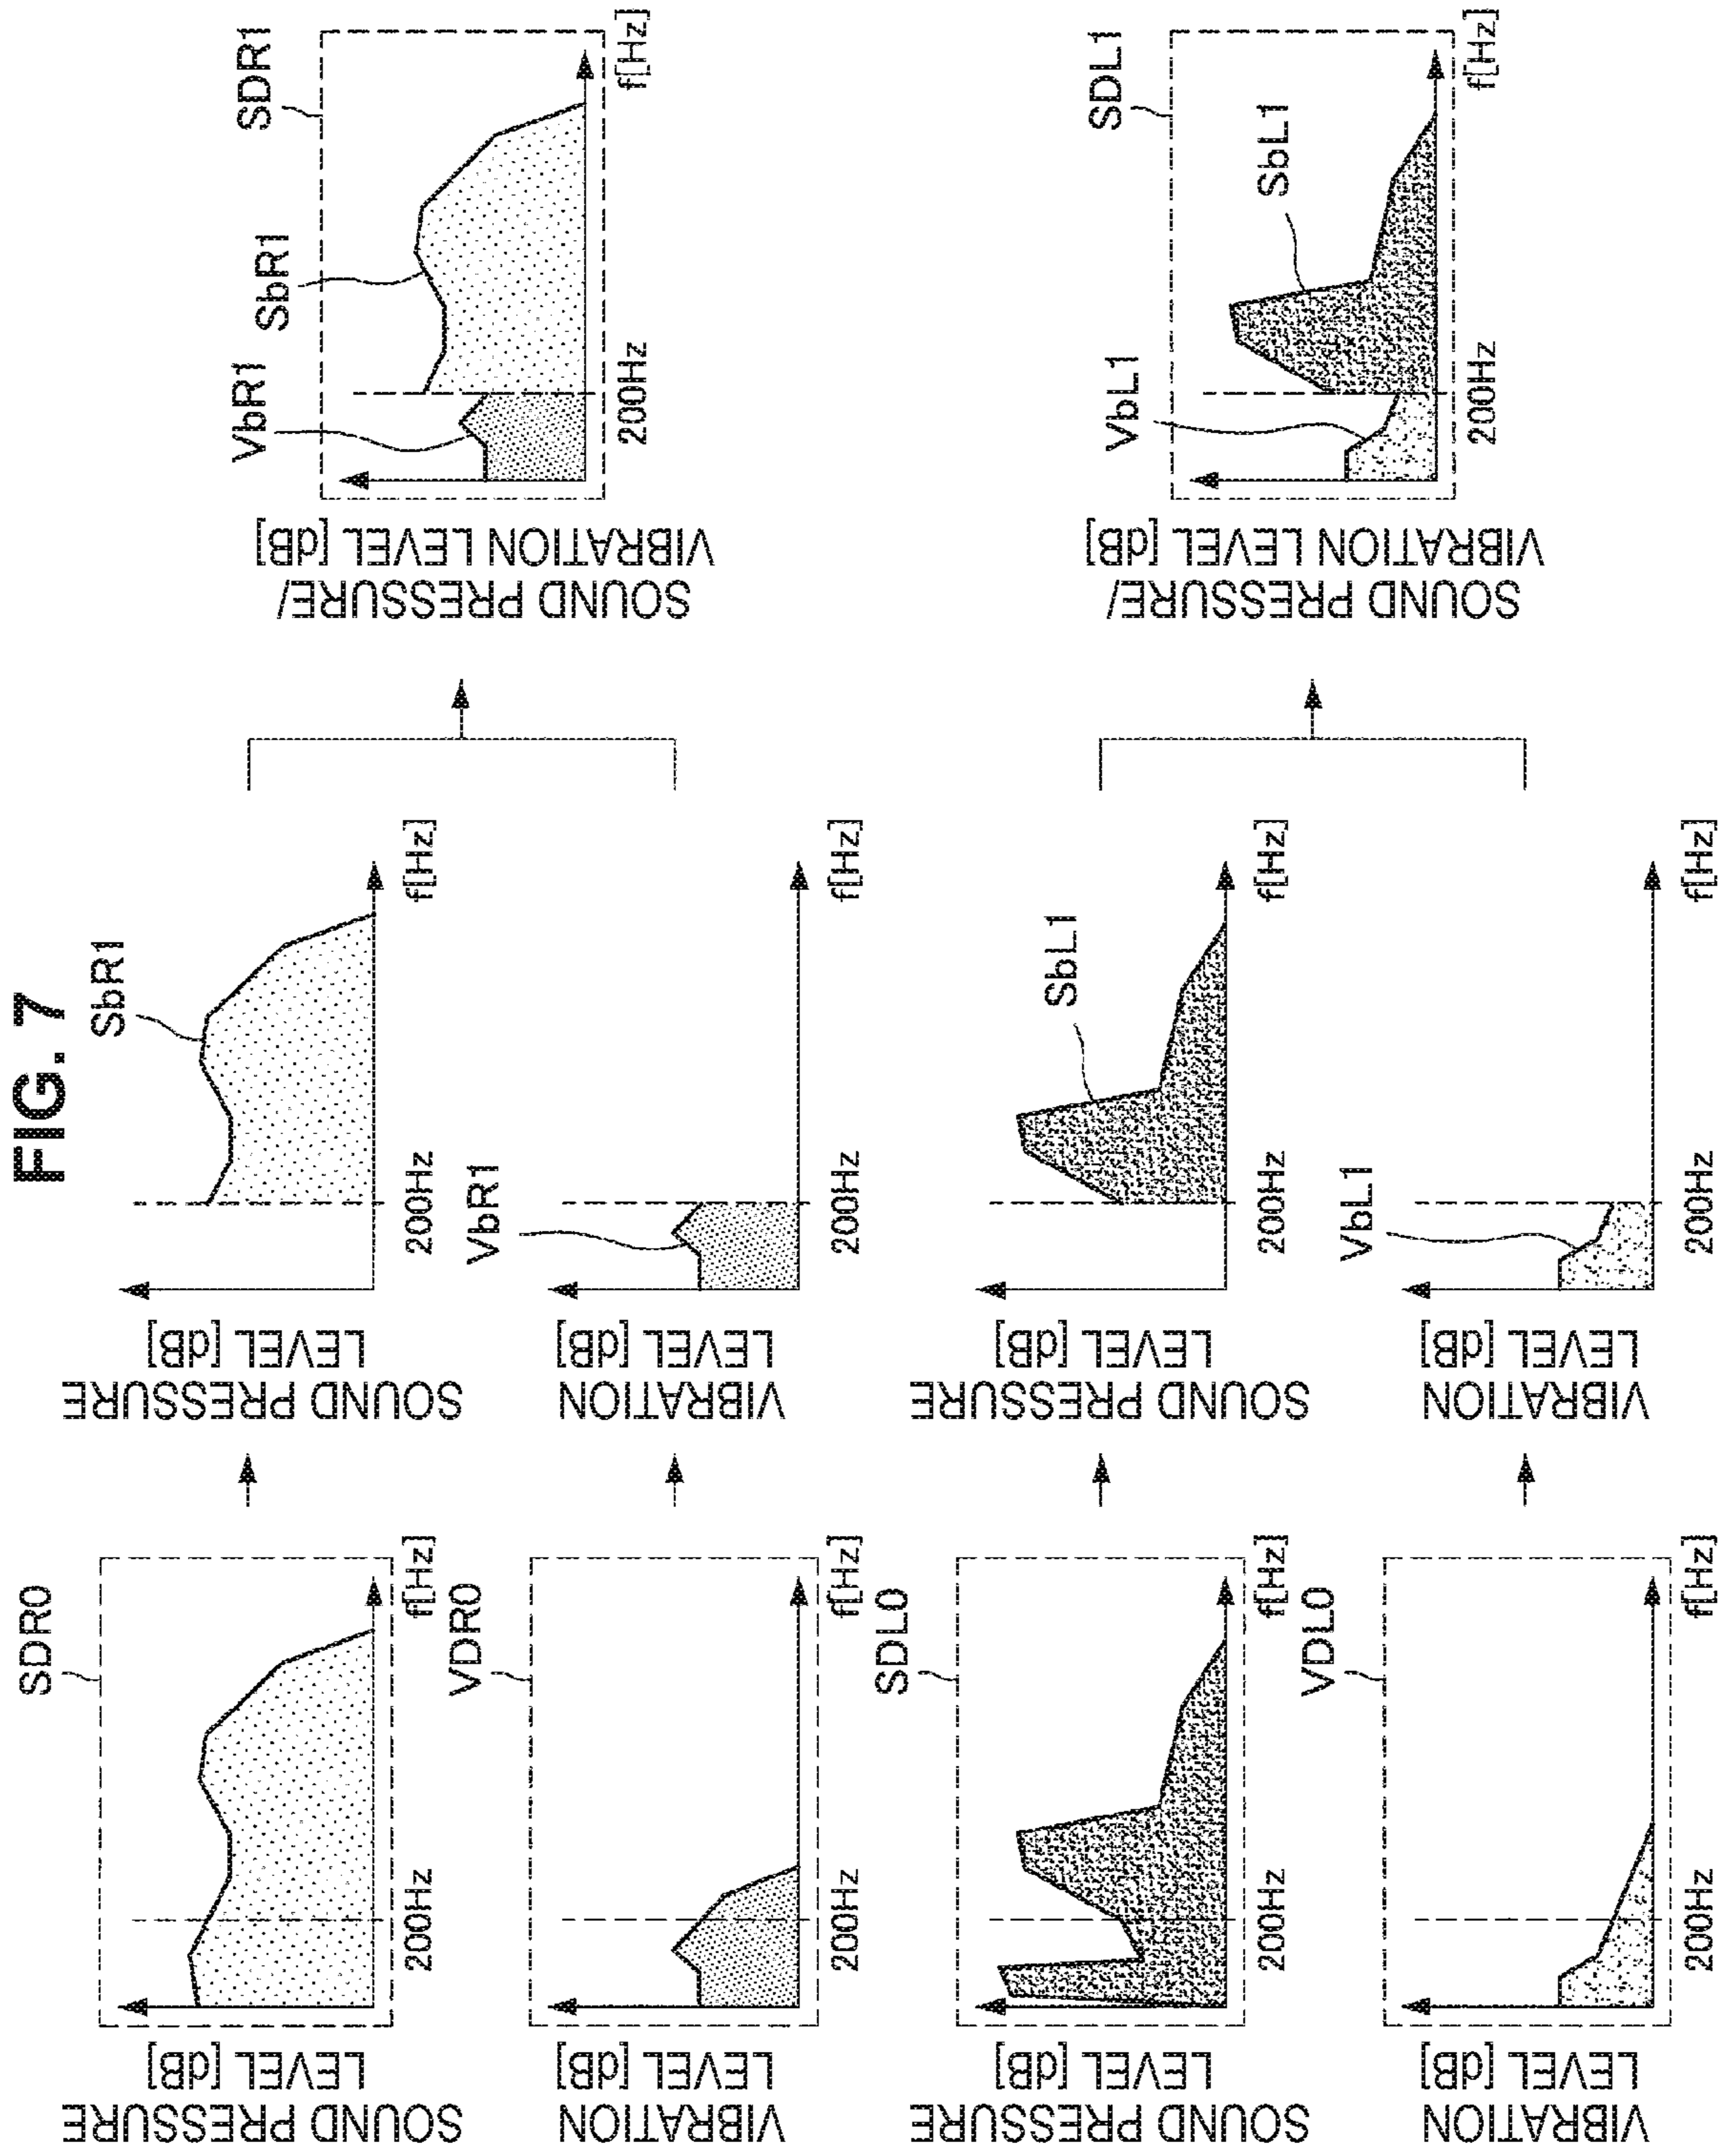 FIG. 7
SDR0
SOUND PRESSURE
LEVEL [dB]
200Hz
f[Hz]
SbR1
SOUND PRESSURE
LEVEL [dB]
200Hz
f[Hz]
VDR0
VIBRATION
LEVEL [dB]
200Hz
f[Hz]
VbR1
VIBRATION
LEVEL [dB]
200Hz
f[Hz]
SDR1
VbR1
SbR1
SOUND PRESSURE/
VIBRATION LEVEL [dB]
200Hz
f[Hz]
SDL0
SOUND PRESSURE
LEVEL [dB]
200Hz
f[Hz]
SbL1
SOUND PRESSURE
LEVEL [dB]
200Hz
f[Hz]
VDL0
VIBRATION
LEVEL [dB]
200Hz
f[Hz]
VbL1
VIBRATION
LEVEL [dB]
200Hz
f[Hz]
SDL1
VbL1
SbL1
SOUND PRESSURE/
VIBRATION LEVEL [dB]
200Hz
f[Hz]